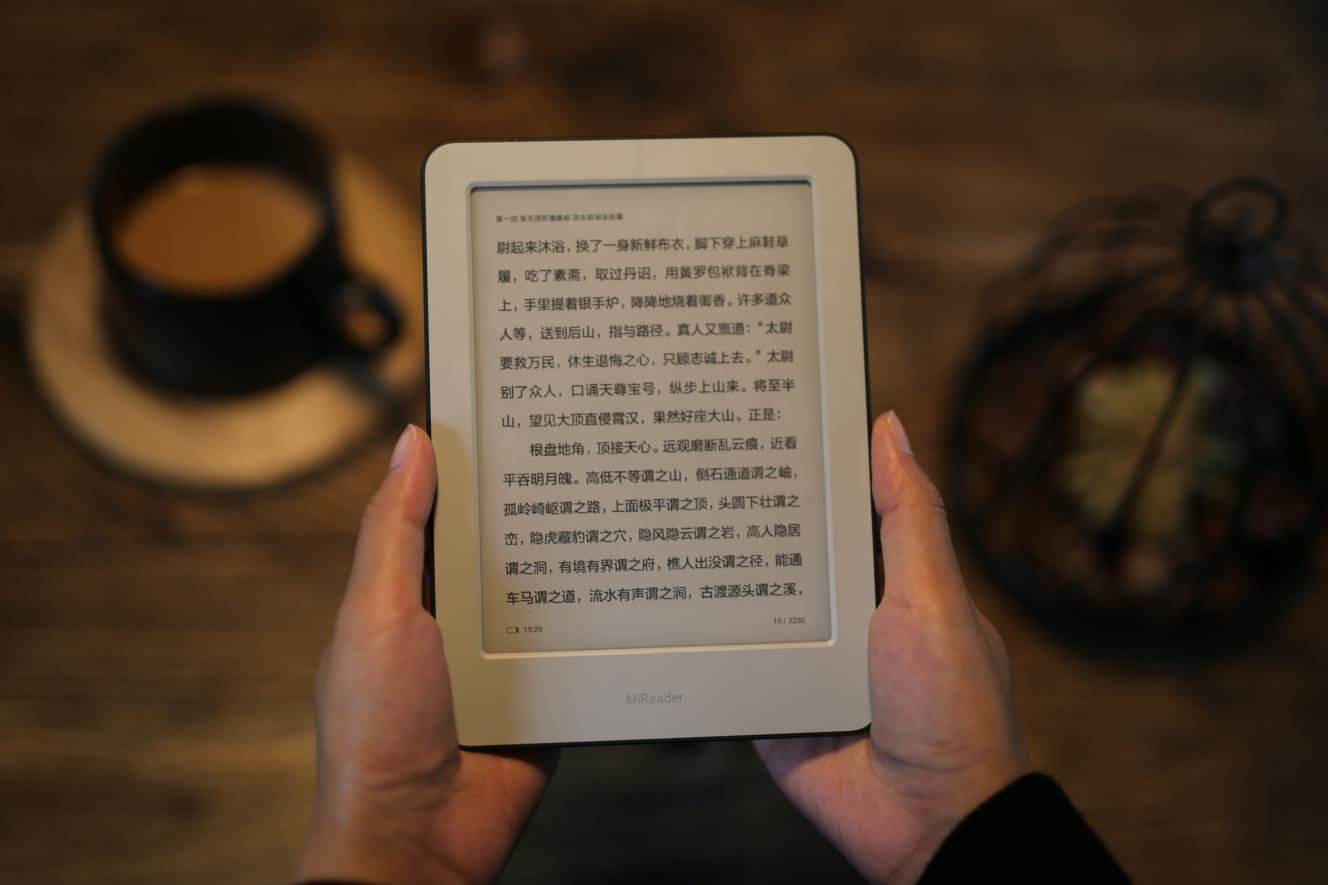 第一回 张天师祈禳瘟疫 洪太尉误走妖魔
尉起来沐浴，换了一身新鲜布衣，脚下穿上麻鞋草
履，吃了素斋，取过丹诏，用黄罗包袱背在脊梁
上，手里提着银手炉，降降地烧着御香。许多道众
人等，送到后山，指与路径。真人又禀道：“太尉
要救万民，休生退悔之心，只顾志诚上去。”太尉
别了众人，口诵天尊宝号，纵步上山来。将至半
山，望见大顶直侵霄汉，果然好座大山。正是：
根盘地角，顶接天心。远观磨断乱云痕，近看
平吞明月魄。高低不等谓之山，侧石通道谓之岫，
孤岭崎岖谓之路，上面极平谓之顶，头圆下壮谓之
峦，隐虎藏豹谓之穴，隐风隐云谓之岩，高人隐居
谓之洞，有境有界谓之府，樵人出没谓之径，能通
车马谓之道，流水有声谓之涧，古渡源头谓之溪，
15:29
15 / 3250
MiReader